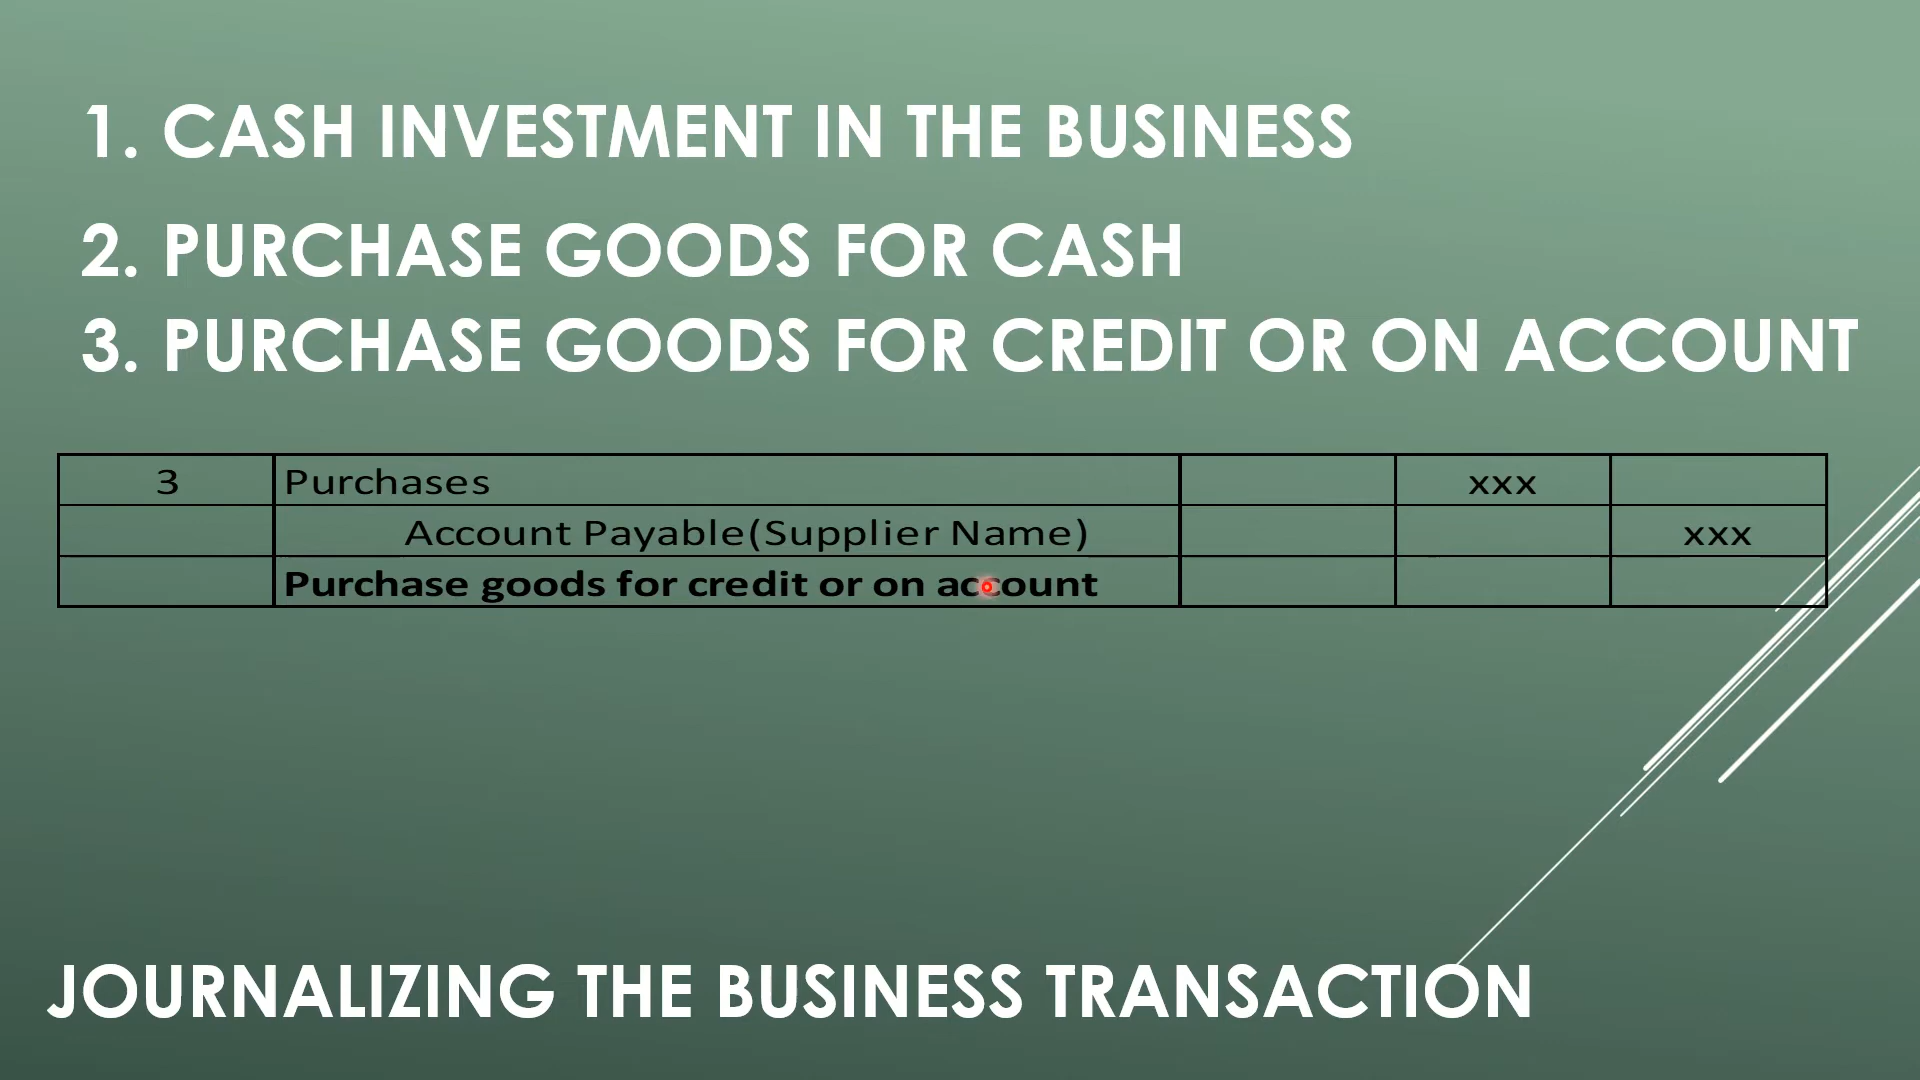 1. CASH INVESTMENT IN THE BUSINESS
2. PURCHASE GOODS FOR CASH
3. PURCHASE GOODS FOR CREDIT OR ON ACCOUNT
3 Purchases xxx
Account Payable(Supplier Name) xxx
Purchase goods for credit or on account
JOURNALIZING THE BUSINESS TRANSACTION